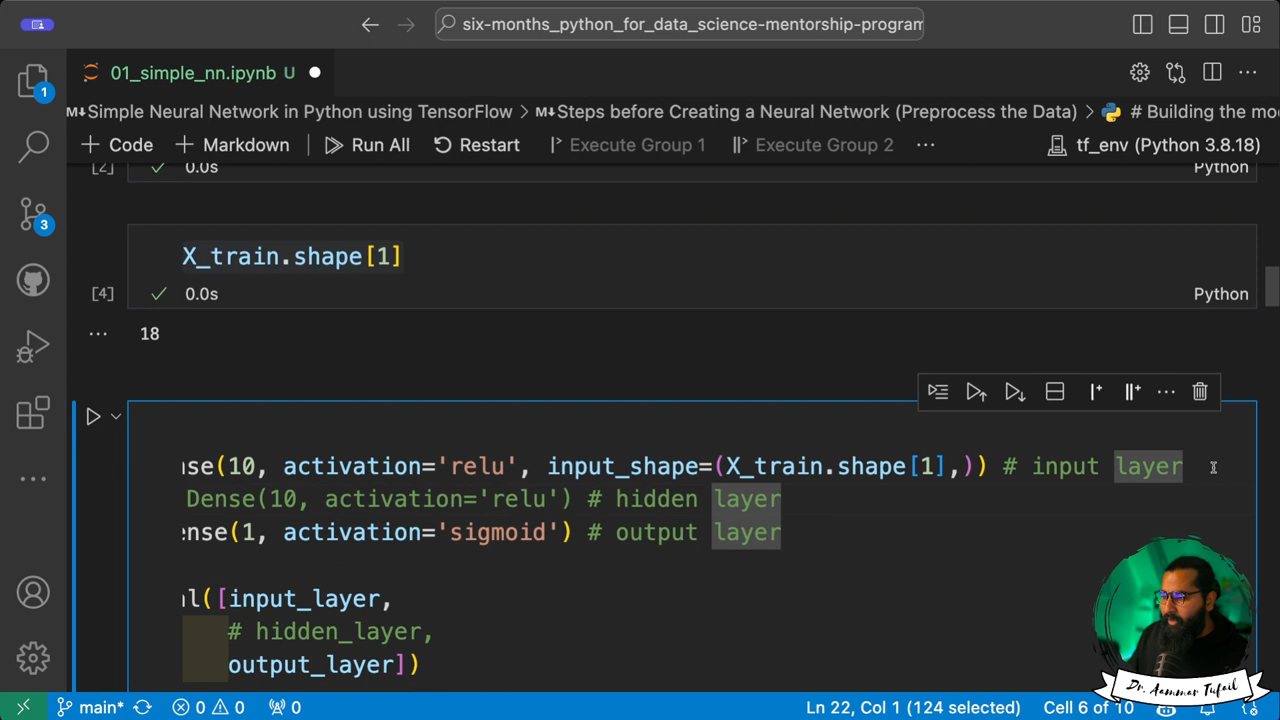 six-months_python_for_data_science-mentorship-program
01_simple_nn.ipynb U
1
Simple Neural Network in Python using TensorFlow > Steps before Creating a Neural Network (Preprocess the Data) > # Building the mo
+ Code + Markdown Run All Restart Execute Group 1 Execute Group 2 ... tf_env (Python 3.8.18)
[2] 0.0s Python
3
X_train.shape[1]
[4] 0.0s Python
... 18
nse(10, activation='relu', input_shape=(X_train.shape[1],)) # input layer
Dense(10, activation='relu') # hidden layer
ense(1, activation='sigmoid') # output layer
al([input_layer,
# hidden_layer,
output_layer])
Dr. Aammar Tufail
main* 0 0 0 Ln 22, Col 1 (124 selected) Cell 6 of 10